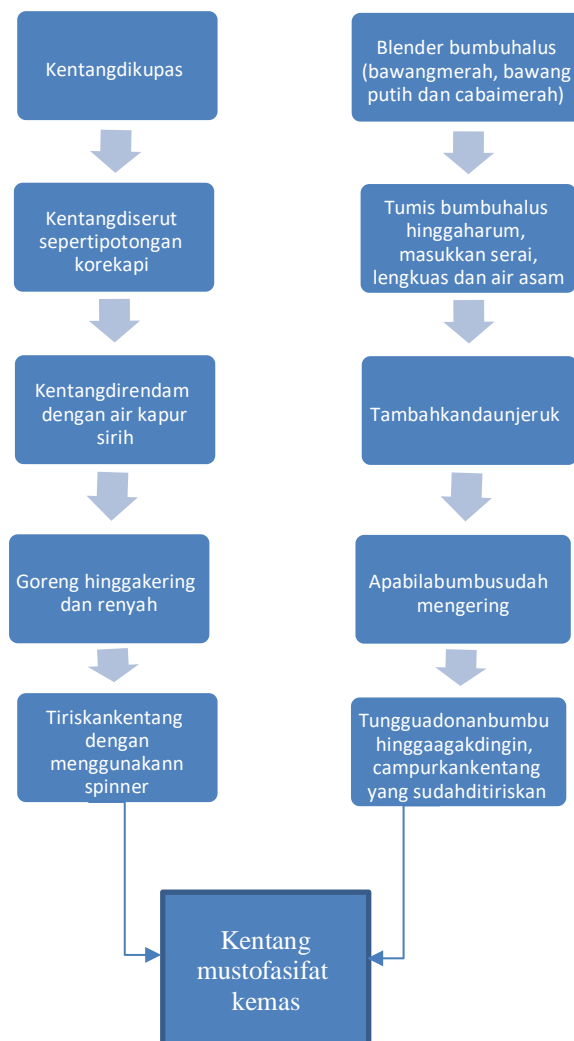 Kentangdikupas
Kentangdiserut
sepertipotongan
korekapi
Kentangdirendam
dengan air kapur
sirih
Goreng hinggakering
dan renyah
Tiriskankentang
dengan
menggunakann
spinner
Blender bumbuhalus
(bawangmerah, bawang
putih dan cabaimerah)
Tumis bumbuhalus
hinggaharum,
masukkan serai,
lengkuas dan air asam
Tambahkandaunjeruk
Apabilabumbusudah
mengering
Tungguadonanbumbu
hinggaagakdingin,
campurkankentang
yang sudahditiriskan
Kentang
mustofasifat
kemas